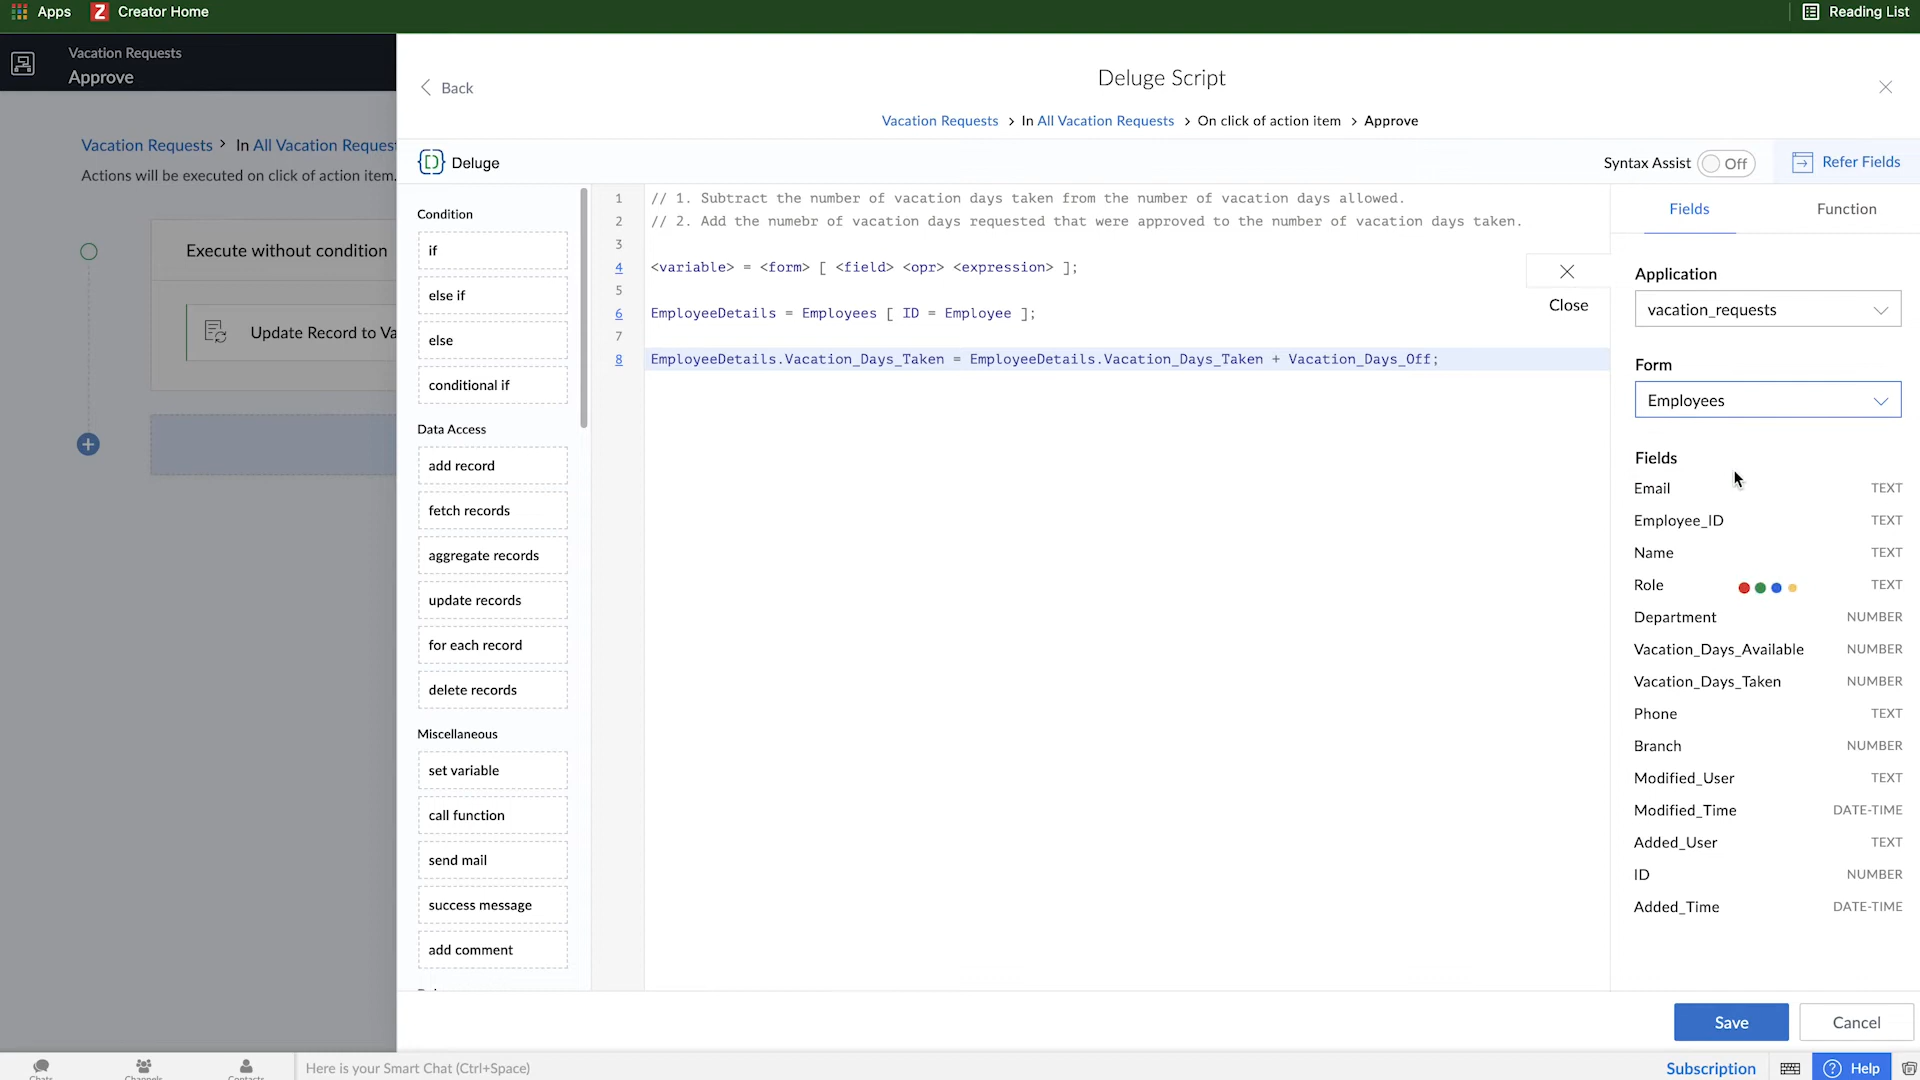 Apps
Creator Home
Reading List
Vacation Requests
Approve
Vacation Requests > In All Vacation Reques
Actions will be executed on click of action item.
Execute without condition
Update Record to Va
Back
Deluge Script
Vacation Requests > In All Vacation Requests > On click of action item > Approve
Deluge
Syntax Assist Off
Refer Fields
Condition
if
else if
else
conditional if
Data Access
add record
fetch records
aggregate records
update records
for each record
delete records
Miscellaneous
set variable
call function
send mail
success message
add comment
1 // 1. Subtract the number of vacation days taken from the number of vacation days allowed.
2 // 2. Add the numebr of vacation days requested that were approved to the number of vacation days taken.
3
4 <variable> = <form> [ <field> <opr> <expression> ];
5
6 EmployeeDetails = Employees [ ID = Employee ];
7
8 EmployeeDetails.Vacation_Days_Taken = EmployeeDetails.Vacation_Days_Taken + Vacation_Days_Off;
Close
Fields Function
Application
vacation_requests
Form
Employees
Fields
Email TEXT
Employee_ID TEXT
Name TEXT
Role TEXT
Department NUMBER
Vacation_Days_Available NUMBER
Vacation_Days_Taken NUMBER
Phone TEXT
Branch NUMBER
Modified_User TEXT
Modified_Time DATE-TIME
Added_User TEXT
ID NUMBER
Added_Time DATE-TIME
Save
Cancel
Chats
Channels
Contacts
Here is your Smart Chat (Ctrl+Space)
Subscription
Help